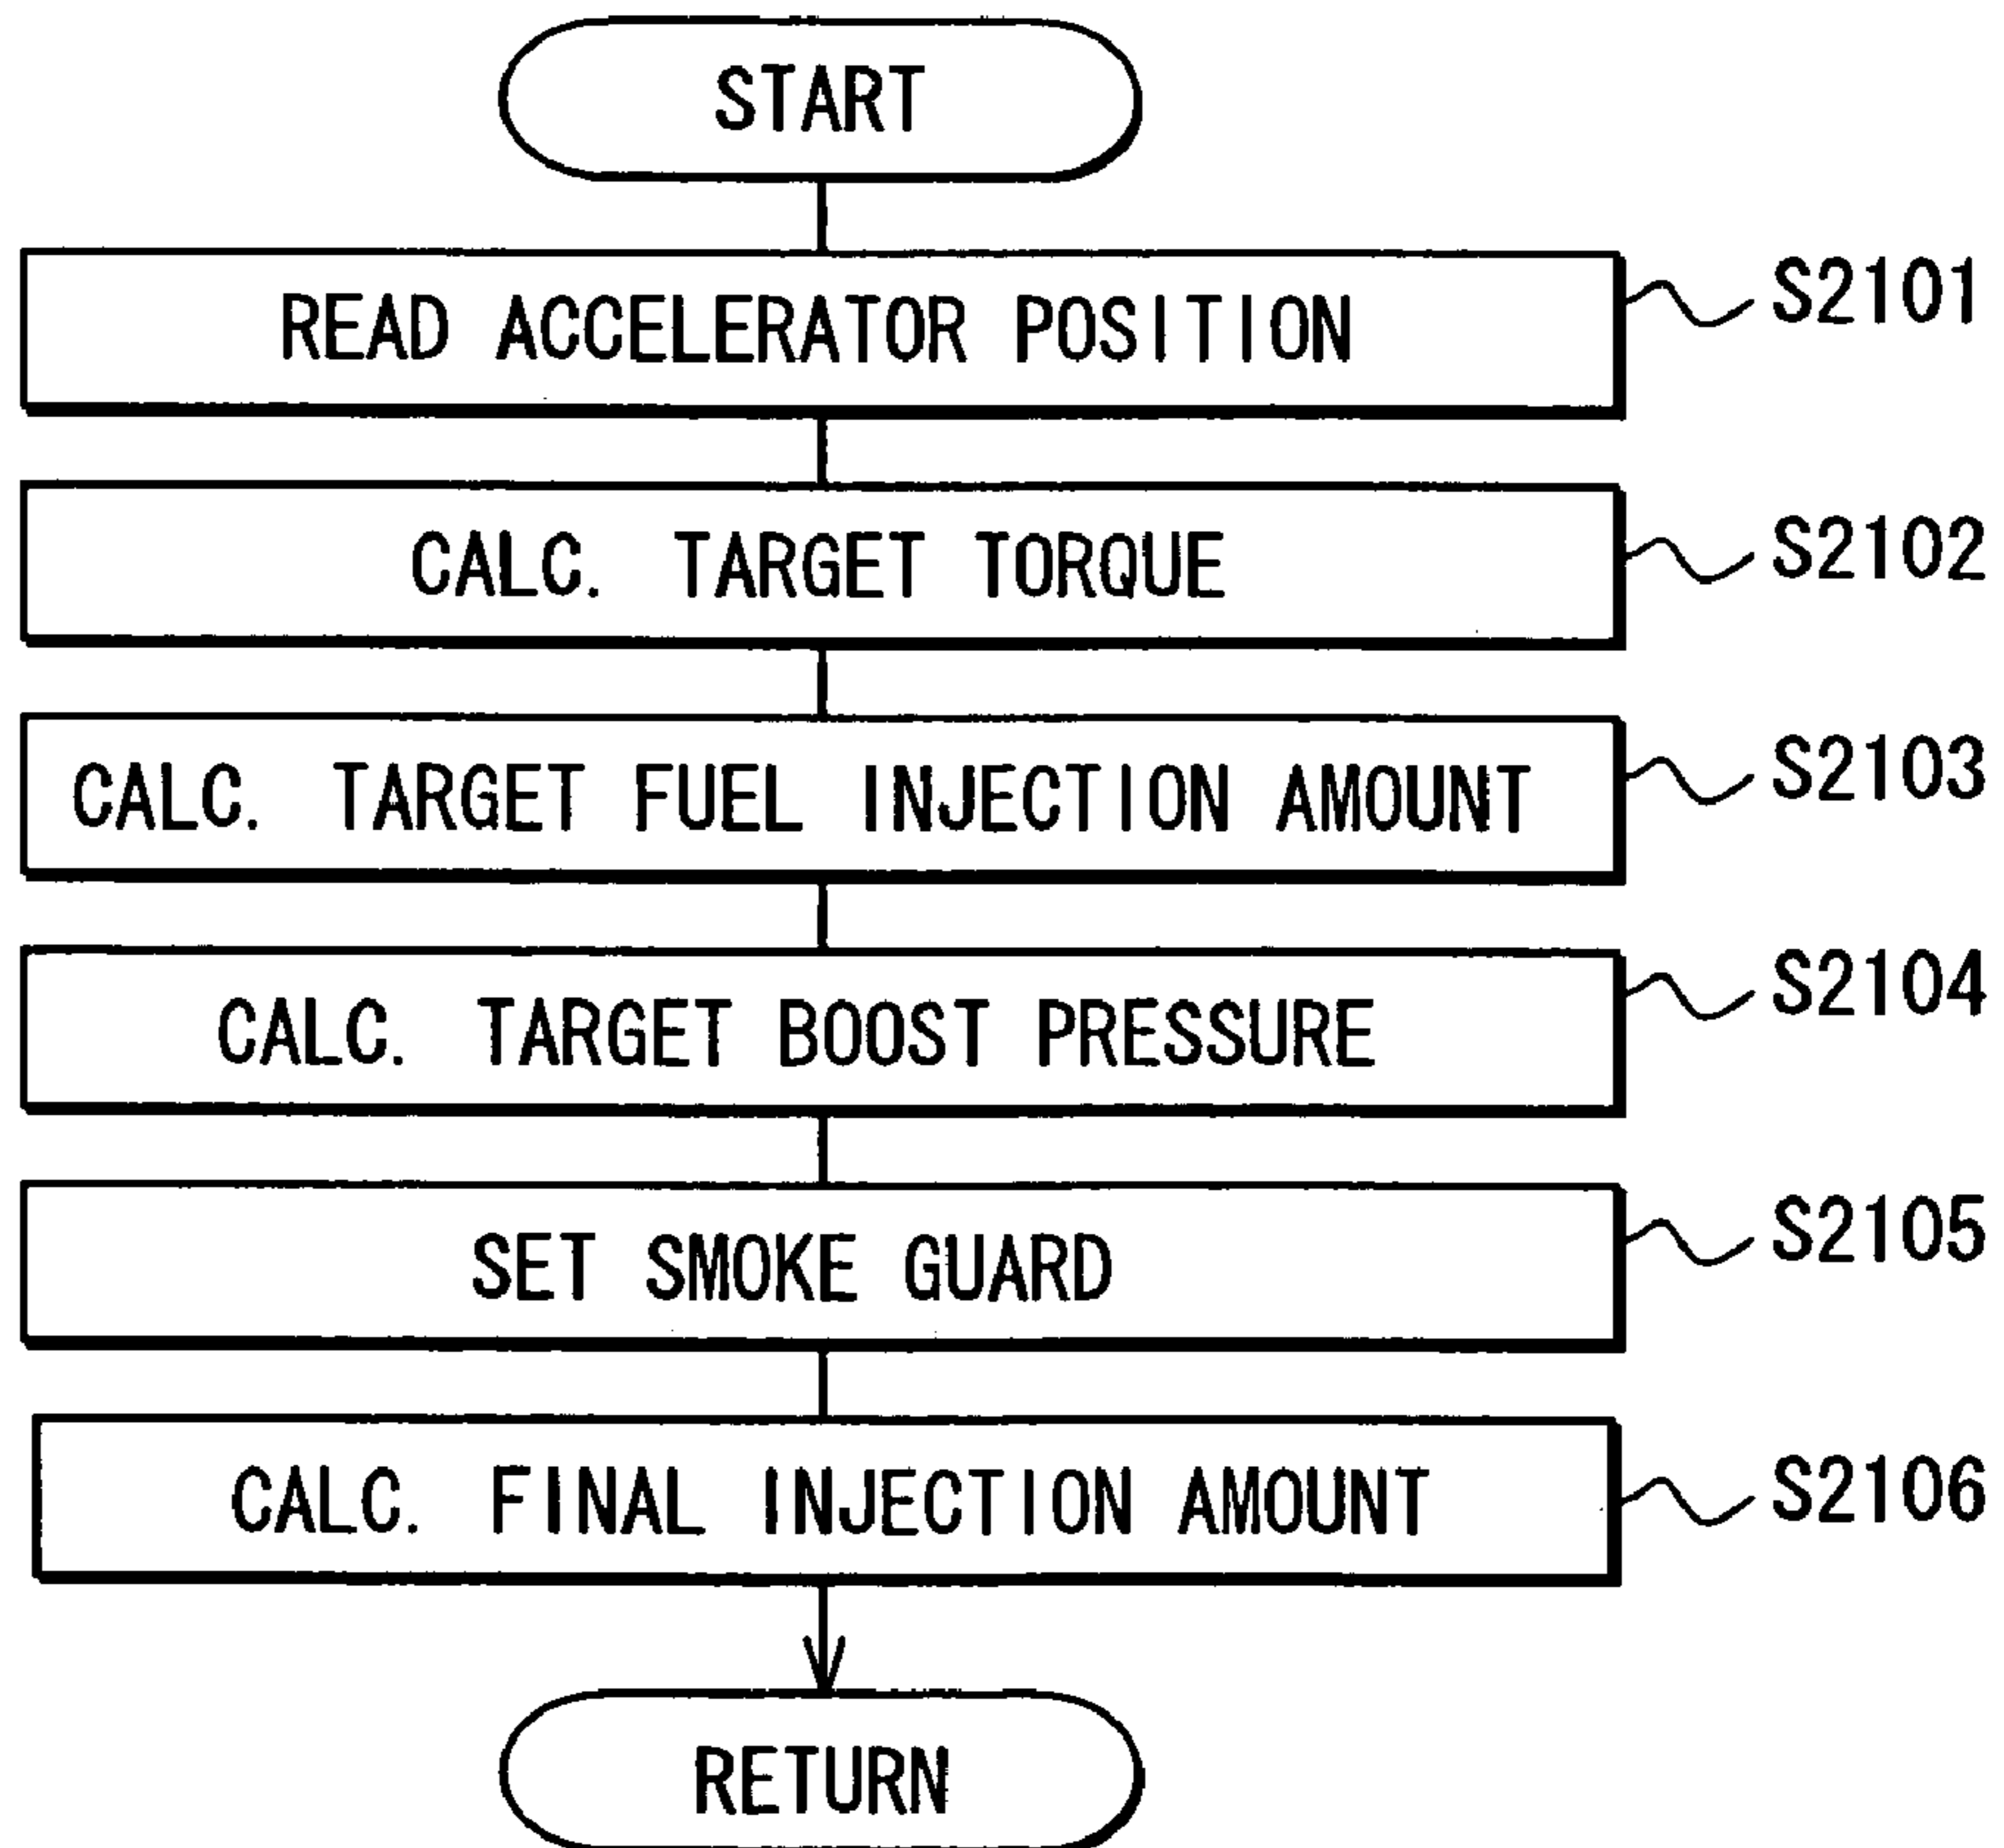 START
READ ACCELERATOR POSITION S2101
CALC. TARGET TORQUE S2102
CALC. TARGET FUEL INJECTION AMOUNT S2103
CALC. TARGET BOOST PRESSURE S2104
SET SMOKE GUARD S2105
CALC. FINAL INJECTION AMOUNT S2106
RETURN